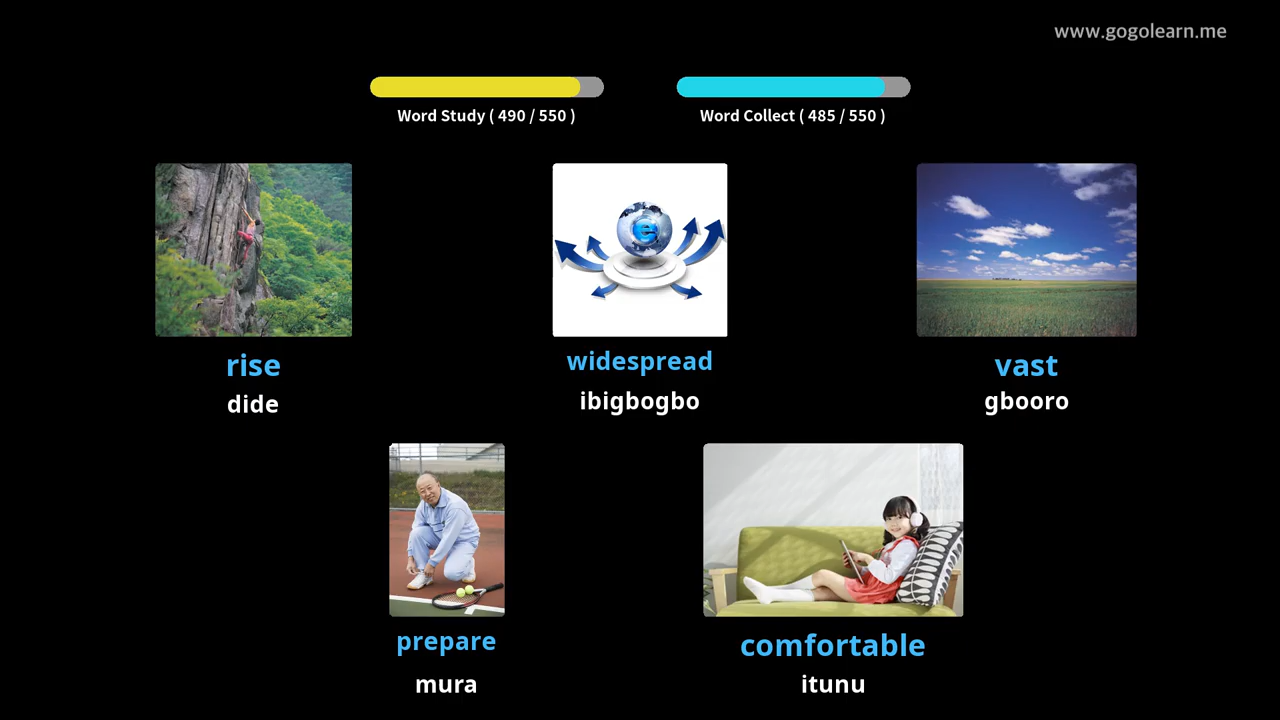 www.gogolearn.me
Word Study ( 490 / 550 )
Word Collect ( 485 / 550 )
e
rise
dide
widespread
ibigbogbo
vast
gbooro
prepare
mura
comfortable
itunu